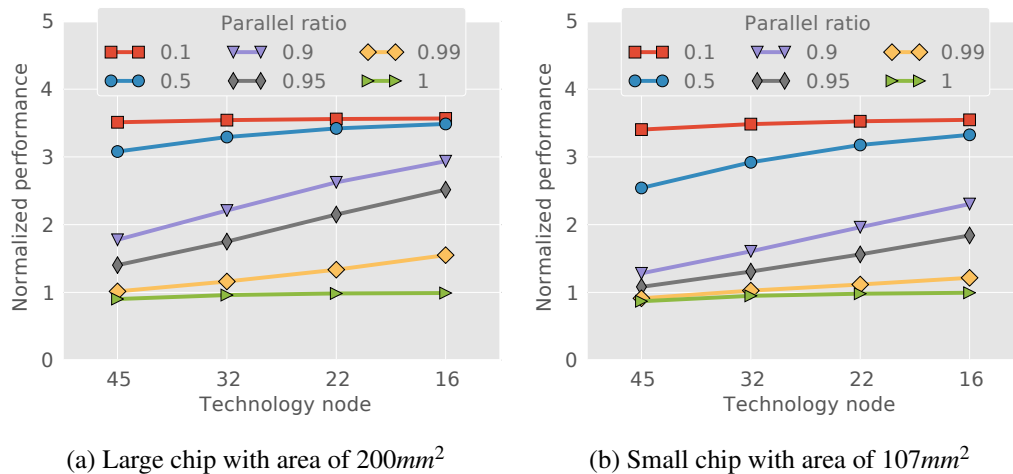 Parallel ratio
0.1 0.9 0.99
0.5 0.95 1
5
4
3
2
1
0
Normalized performance
45 32 22 16
Technology node
(a) Large chip with area of 200mm²
Parallel ratio
0.1 0.9 0.99
0.5 0.95 1
5
4
3
2
1
0
Normalized performance
45 32 22 16
Technology node
(b) Small chip with area of 107mm²